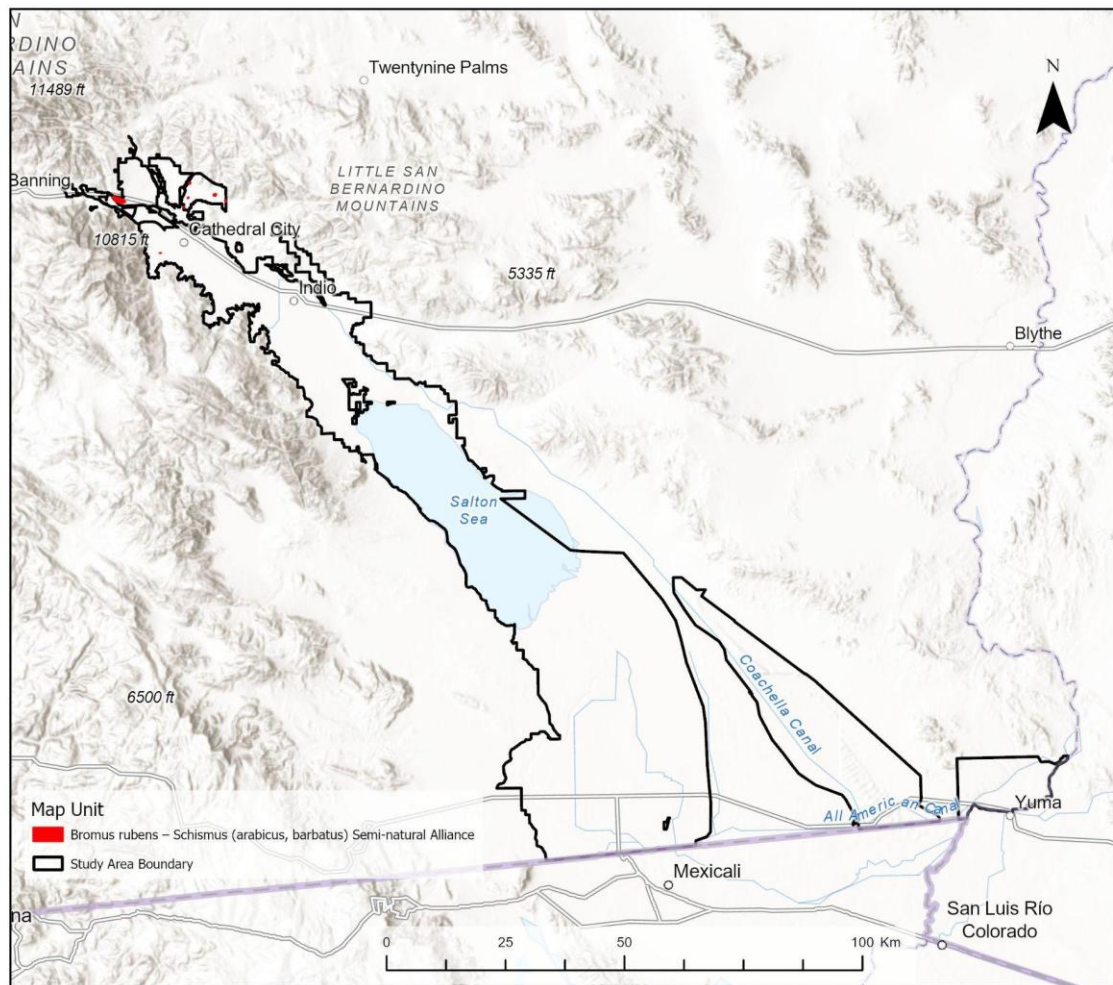 N
RDINO
AINS
11489 ft
Twentynine Palms
N
LITTLE SAN
BERNARDINO
MOUNTAINS
Banning
10815 ft
Cathedral City
5335 ft
Indio
Blythe
Salton
Sea
6500 ft
Coachella Canal
All American Canal
Yuma
Map Unit
Bromus rubens – Schismus (arabicus, barbatus) Semi-natural Alliance
Study Area Boundary
Mexicali
na
San Luis Río
Colorado
0 25 50 100 Km